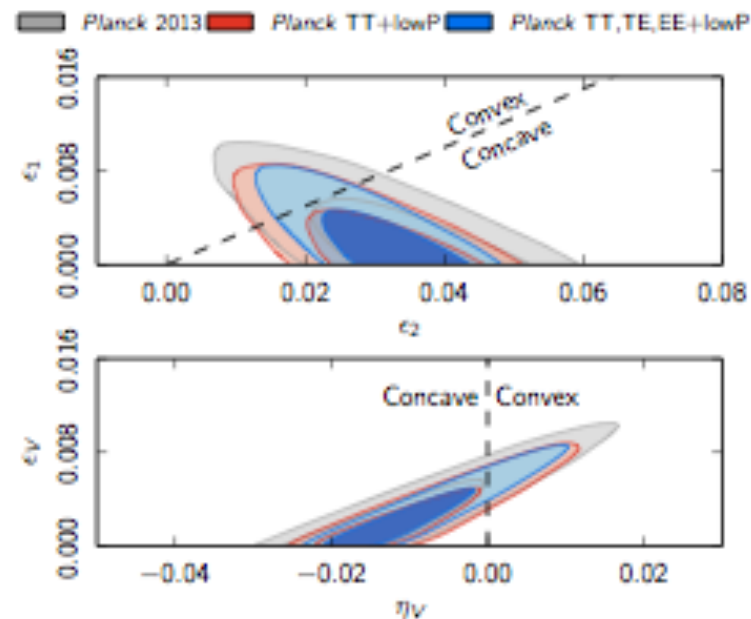 Planck 2013 Planck TT+lowP Planck TT,TE,EE+lowP
0.016
0.008
0.000
ϵ1
Convex
Concave
0.00 0.02 0.04 0.06 0.08
ϵ2
0.016
0.008
0.000
ϵV
Concave Convex
−0.04 −0.02 0.00 0.02
ηV